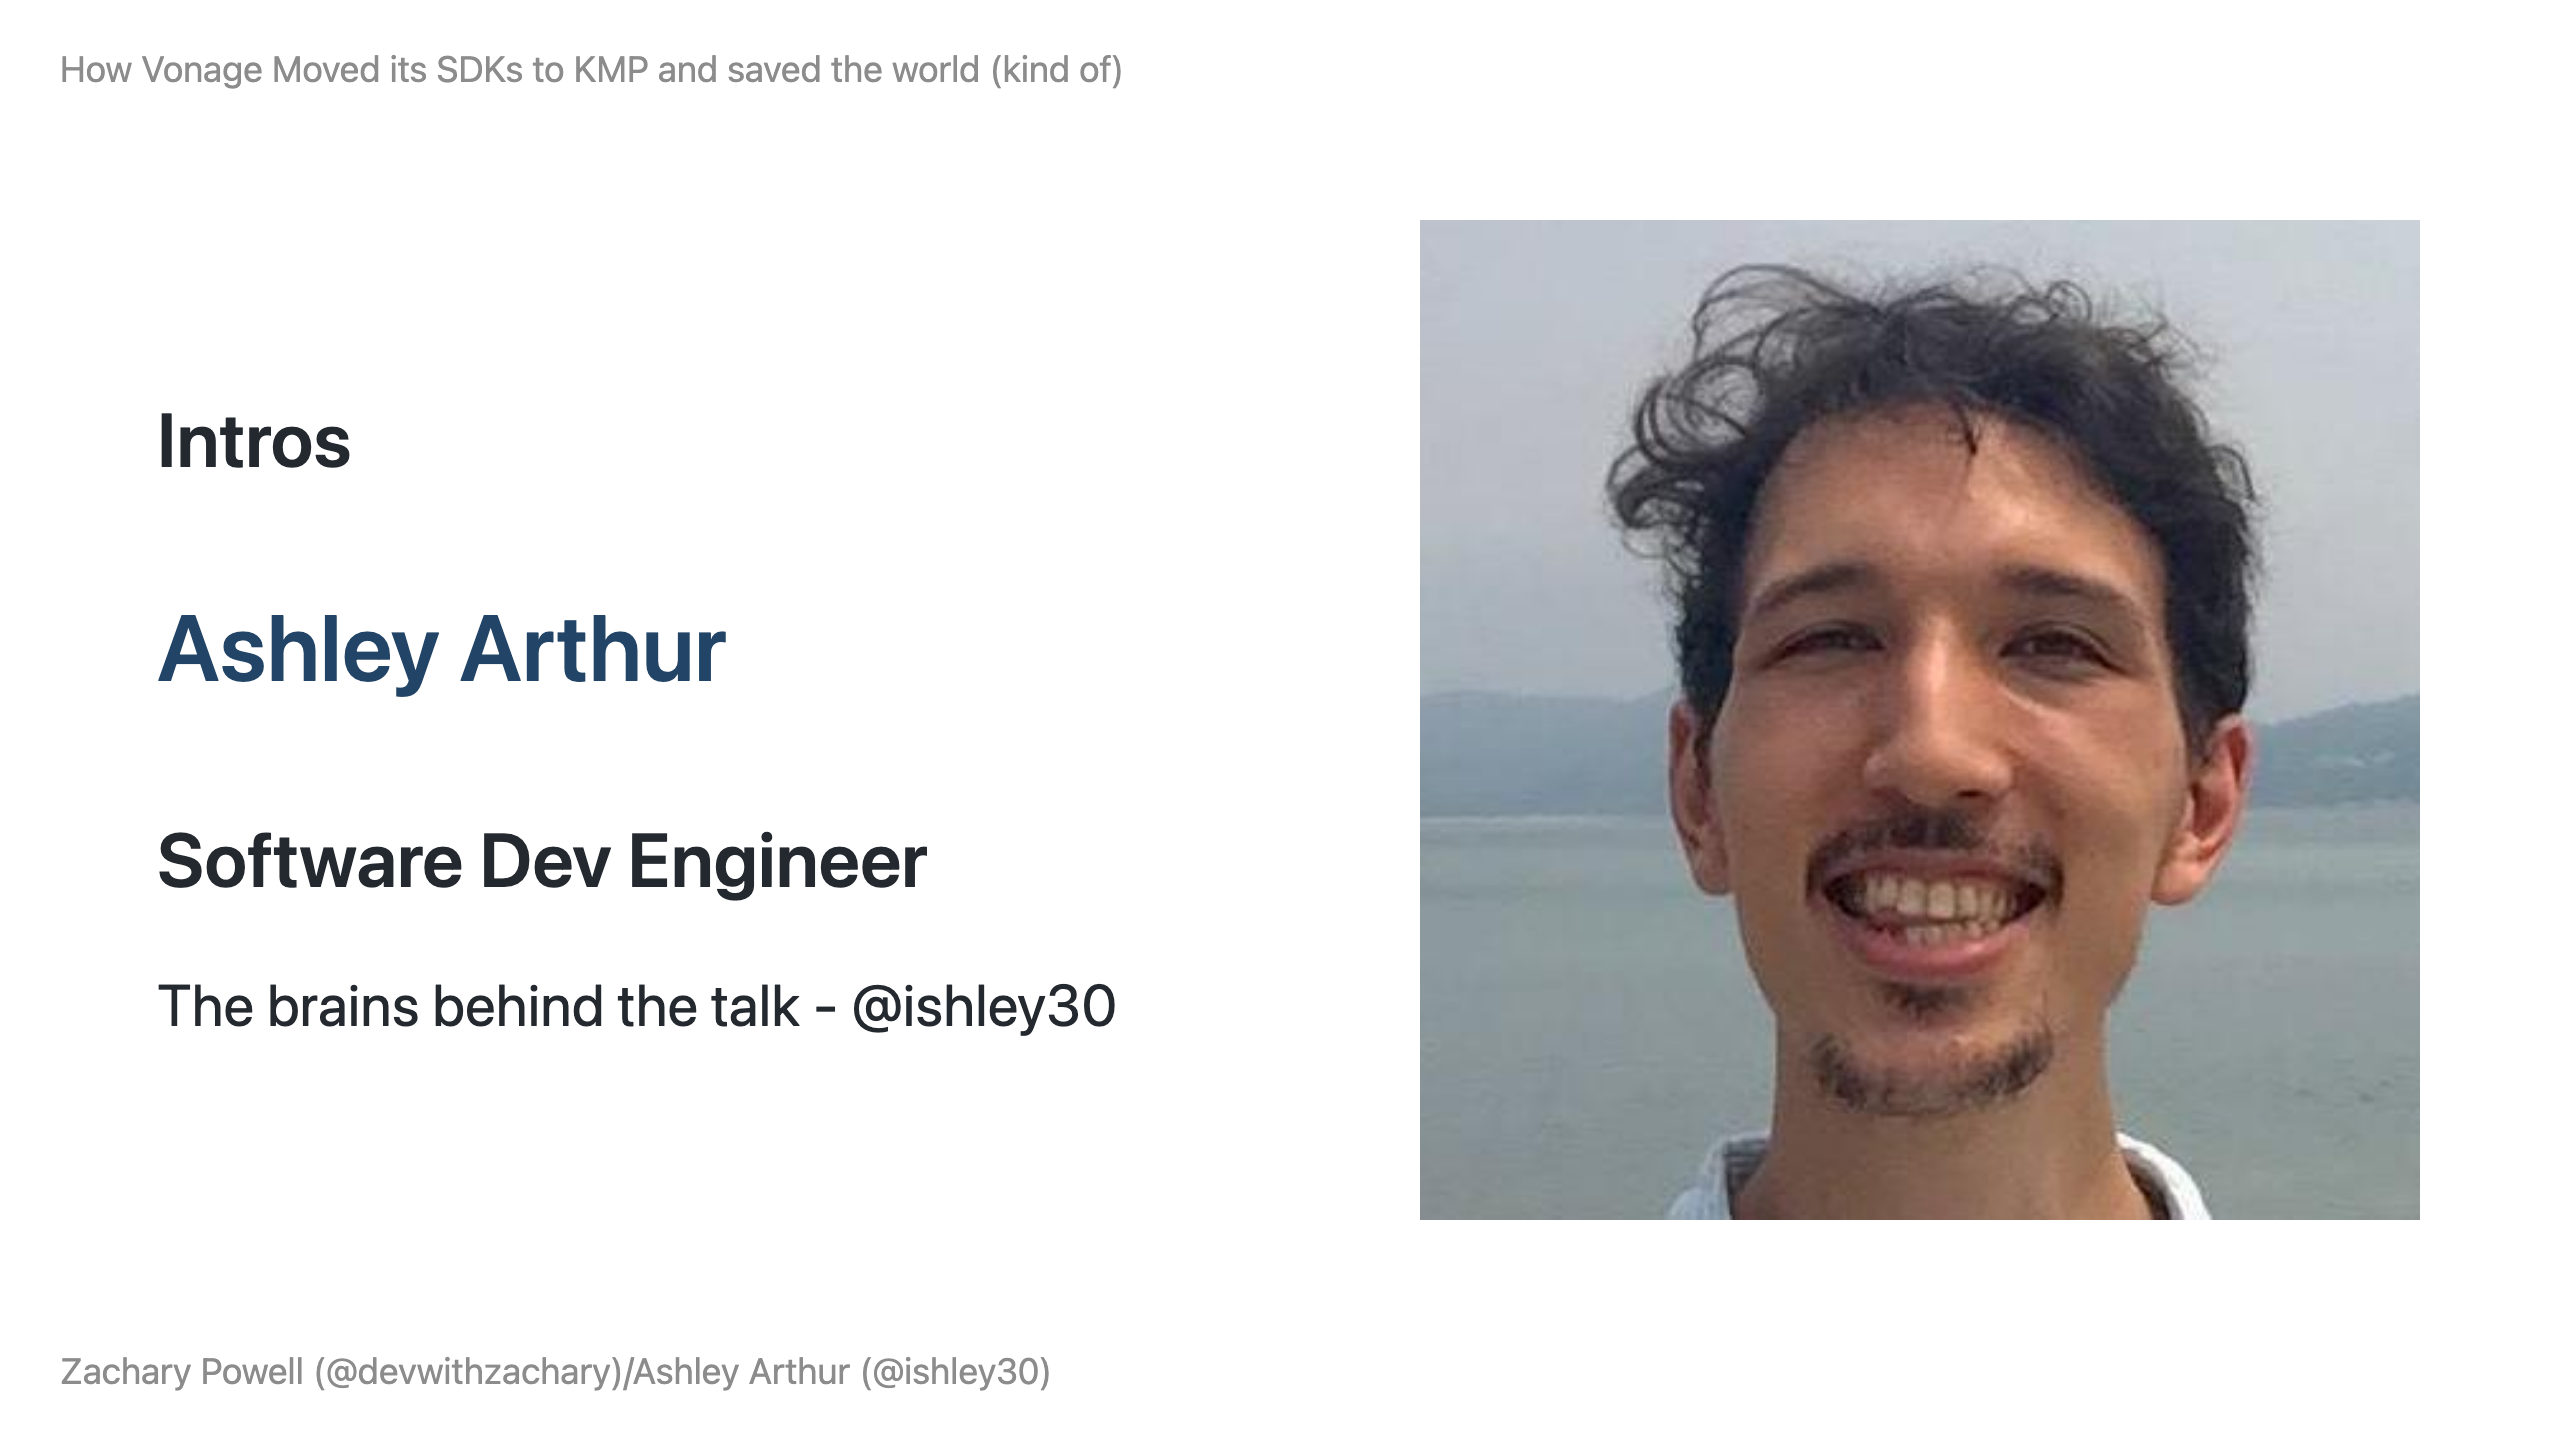 How Vonage Moved its SDKs to KMP and saved the world (kind of)
Intros
Ashley Arthur
Software Dev Engineer
The brains behind the talk - @ishley30
Zachary Powell (@devwithzachary)/Ashley Arthur (@ishley30)